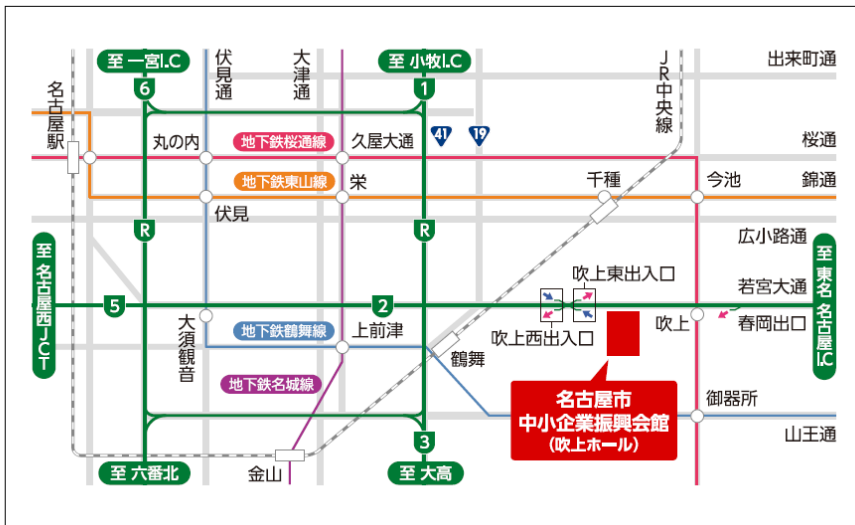 至 一宮I.C
伏見通
大津通
至 小牧I.C
JR中央線
出来町通
名古屋駅
6
1
丸の内
地下鉄桜通線
久屋大通
41
19
桜通
地下鉄東山線
栄
千種
今池
錦通
伏見
R
R
広小路通
至 名古屋西JCT
至 東名 名古屋I.C
吹上東出入口
若宮大通
5
2
大須観音
地下鉄鶴舞線
上前津
吹上西出入口
吹上
春岡出口
鶴舞
地下鉄名城線
名古屋市
中小企業振興会館
(吹上ホール)
御器所
山王通
3
至 六番北
金山
至 大高